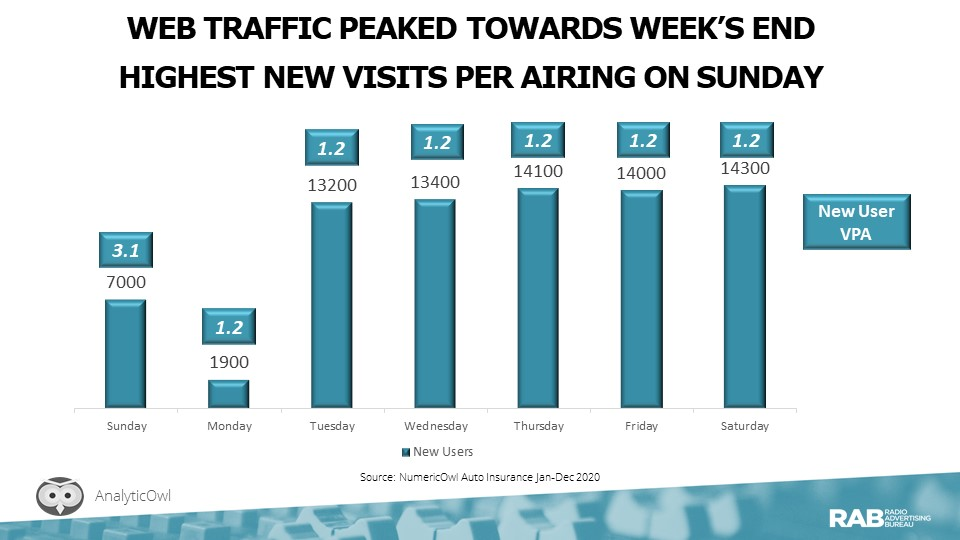 WEB TRAFFIC PEAKED TOWARDS WEEK’S END
HIGHEST NEW VISITS PER AIRING ON SUNDAY
3.1
7000
1.2
1900
1.2
13200
1.2
13400
1.2
14100
1.2
14000
1.2
14300
New User
VPA
Sunday Monday Tuesday Wednesday Thursday Friday Saturday
New Users
Source: NumericOwl Auto Insurance Jan-Dec 2020
AnalyticOwl
RAB RADIO
ADVERTISING
BUREAU